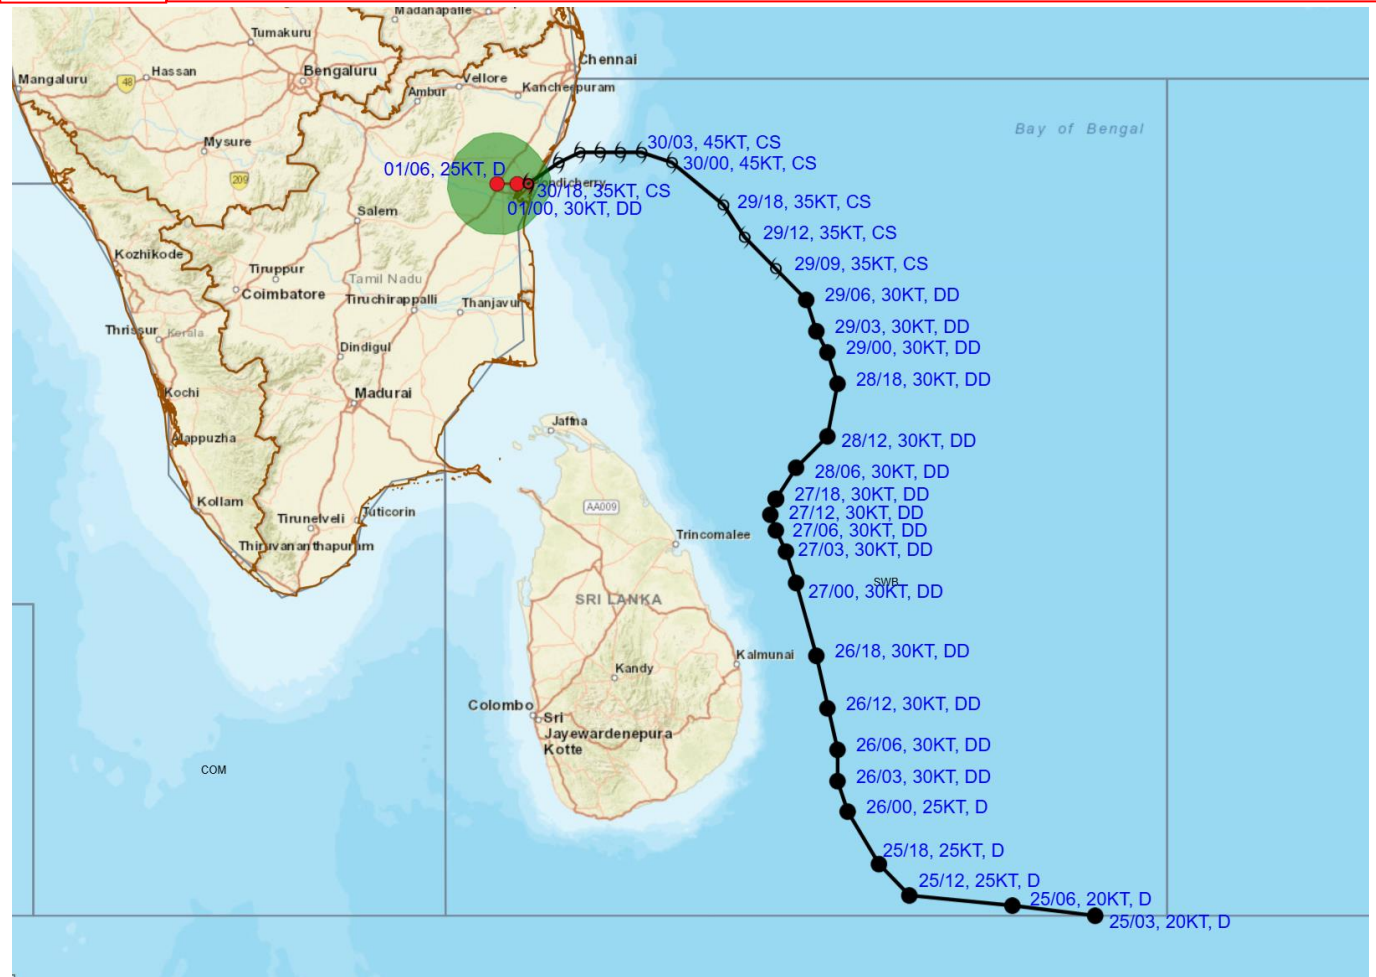 Madanapalle
Tumakuru
Chennai
Mangaluru
48
Hassan
Bengaluru
Vellore
Ambur
Kancheepuram
Bay of Bengal
Mysure
30/03, 45KT, CS
30/00, 45KT, CS
01/06, 25KT, D
209
30/18, 35KT, CS
01/00, 30KT, DD
29/18, 35KT, CS
Salem
29/12, 35KT, CS
Kozhikode
29/09, 35KT, CS
Tiruppur
Tamil Nadu
Coimbatore
Tiruchirappalli
Thanjavur
29/06, 30KT, DD
Thrissur
Kerala
29/03, 30KT, DD
Dindigul
29/00, 30KT, DD
28/18, 30KT, DD
Kochi
Madurai
Jaffna
Alappuzha
28/12, 30KT, DD
28/06, 30KT, DD
27/18, 30KT, DD
Kollam
AA009
27/12, 30KT, DD
Tirunelveli
Tuticorin
27/06, 30KT, DD
Trincomalee
Thiruvananthapuram
27/03, 30KT, DD
SWB
27/00, 30KT, DD
SRI LANKA
26/18, 30KT, DD
Kalmunai
Kandy
26/12, 30KT, DD
Colombo
Sri
Jayewardenepura
Kotte
26/06, 30KT, DD
COM
26/03, 30KT, DD
26/00, 25KT, D
25/18, 25KT, D
25/12, 25KT, D
25/06, 20KT, D
25/03, 20KT, D